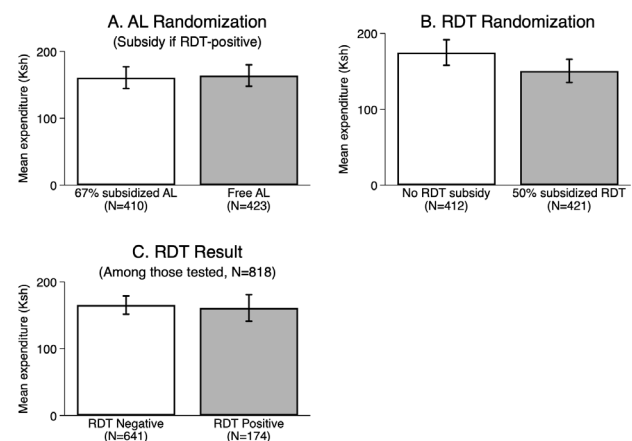 A. AL Randomization
(Subsidy if RDT-positive)
Mean expenditure (Ksh)
200
100
0
67% subsidized AL
(N=410)
Free AL
(N=423)
B. RDT Randomization
Mean expenditure (Ksh)
200
100
0
No RDT subsidy
(N=412)
50% subsidized RDT
(N=421)
C. RDT Result
(Among those tested, N=818)
Mean expenditure (Ksh)
200
100
0
RDT Negative
(N=641)
RDT Positive
(N=174)